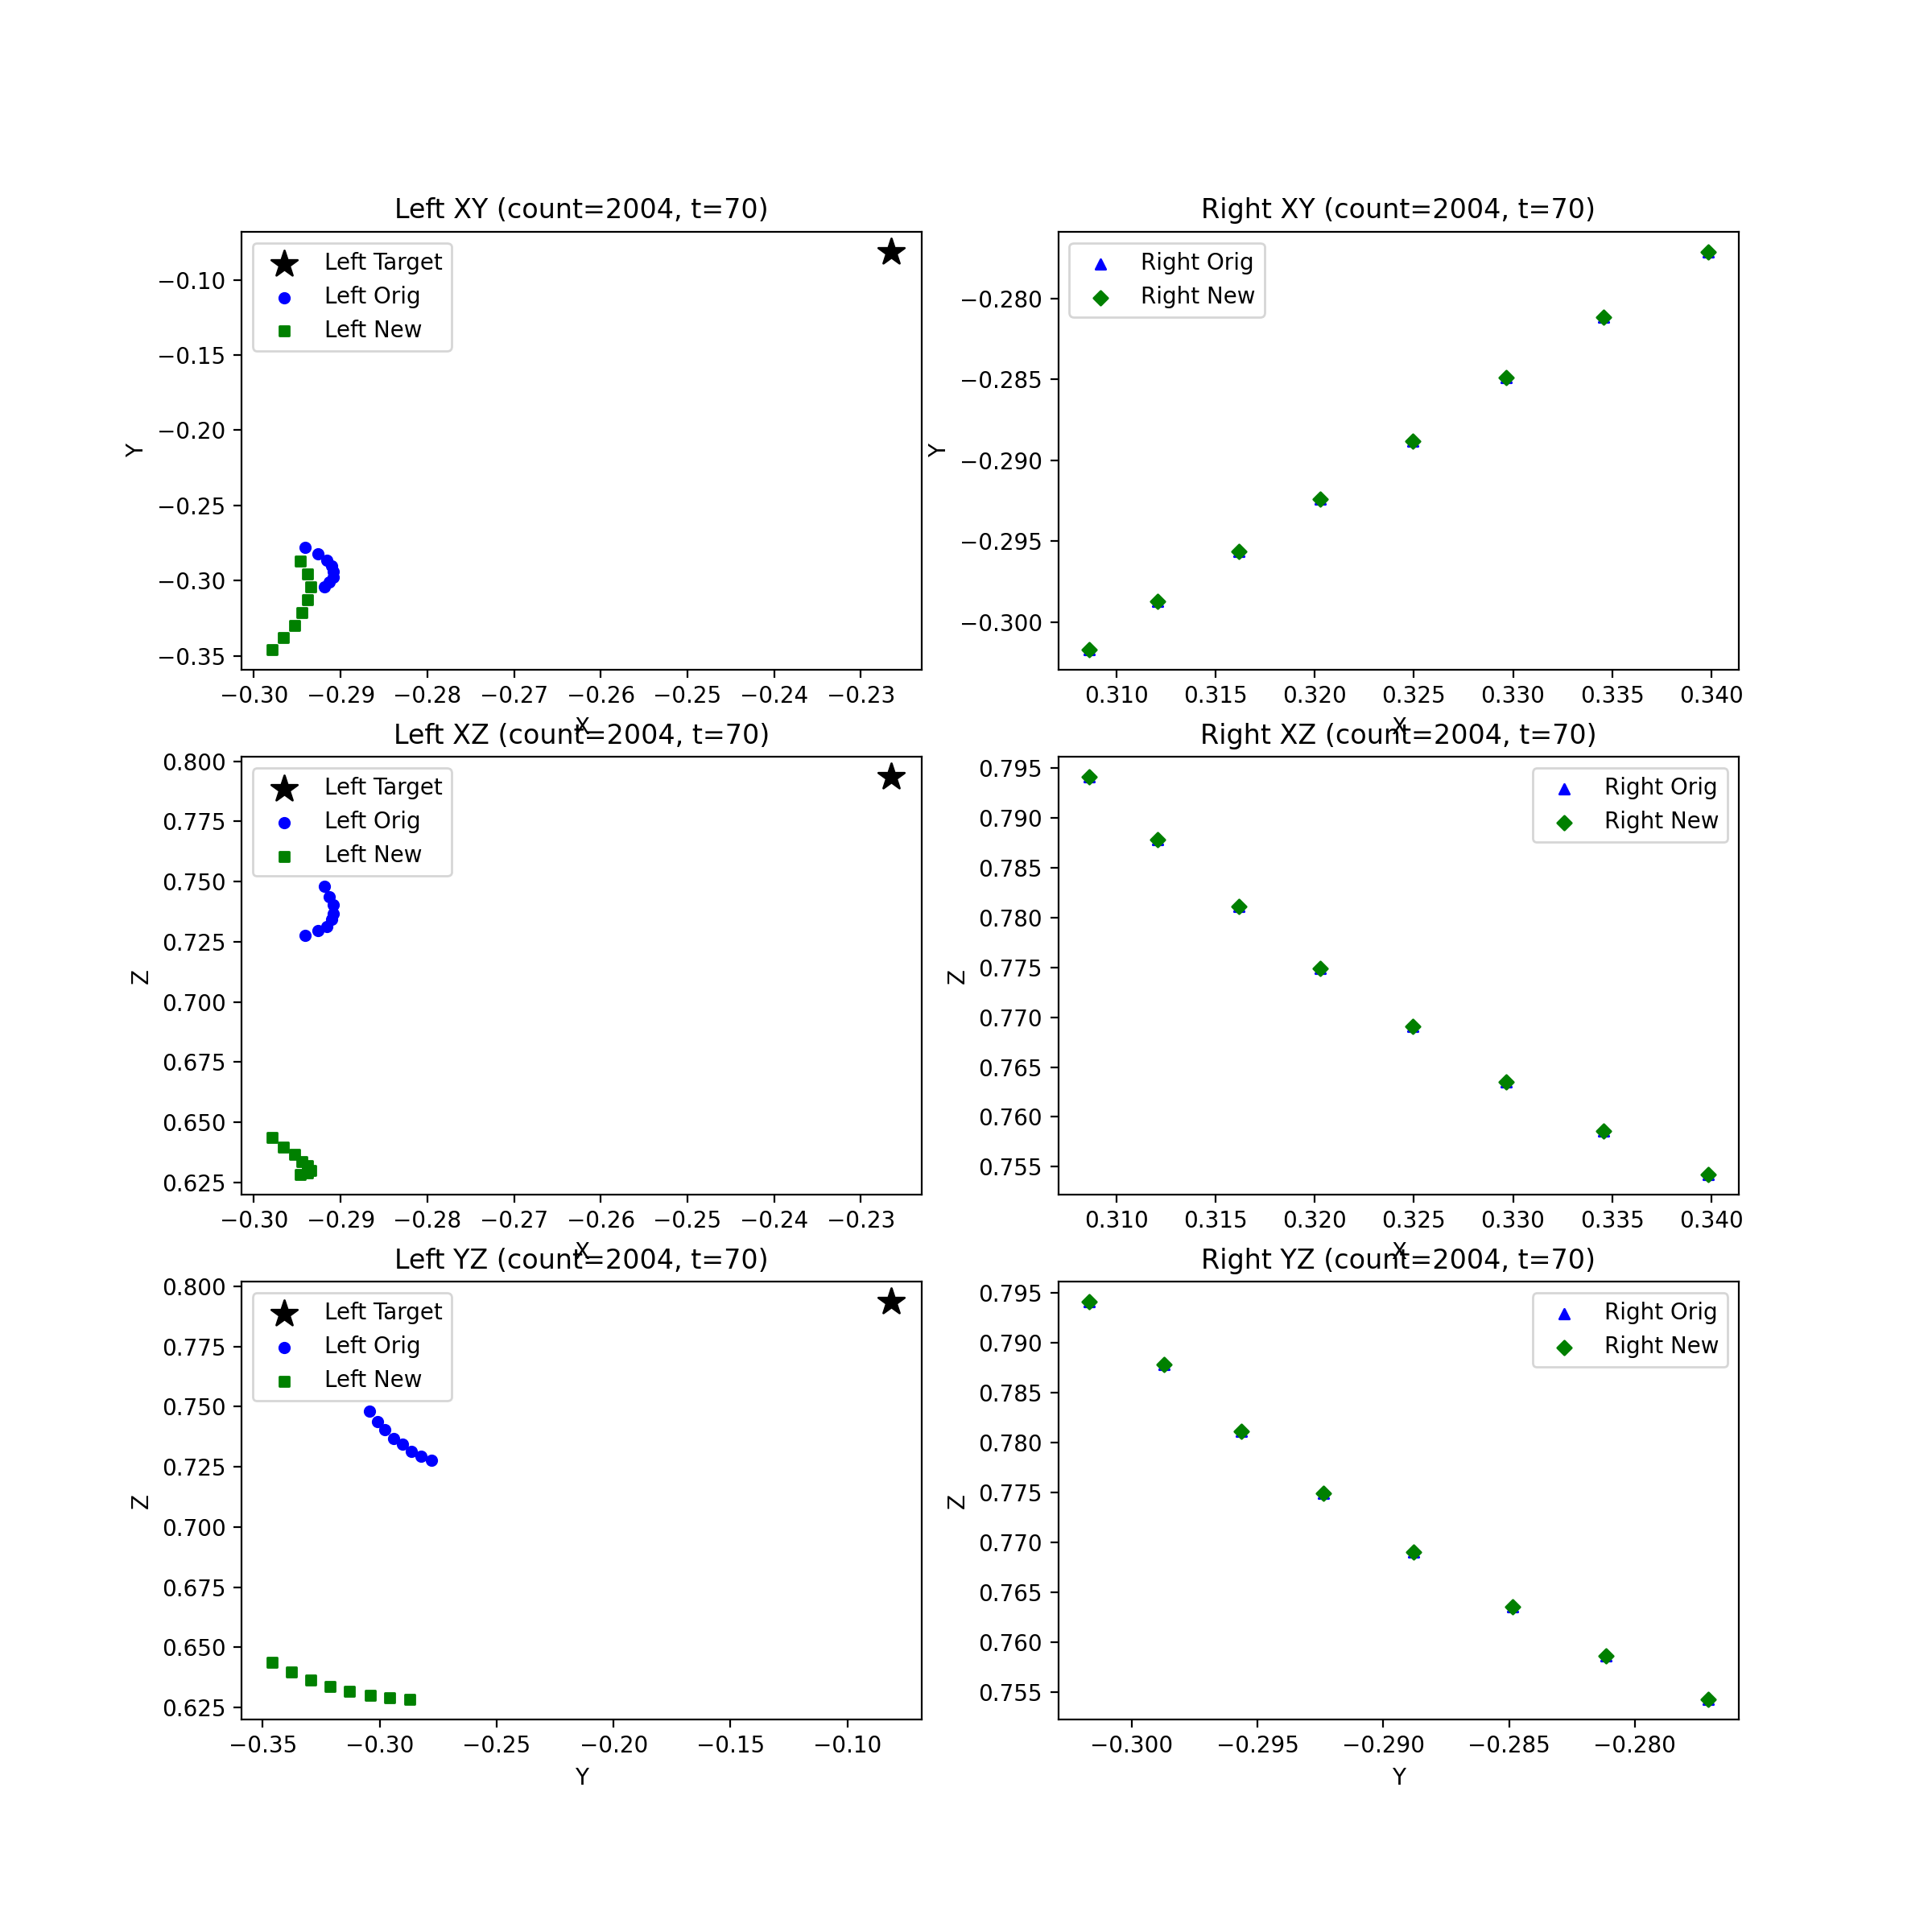 Left XY (count=2004, t=70)
Left Target
Left Orig
Left New
−0.10
−0.15
−0.20
−0.25
−0.30
−0.35
Y
−0.30 −0.29 −0.28 −0.27 −0.26 −0.25 −0.24 −0.23
X
Right XY (count=2004, t=70)
Right Orig
Right New
−0.280
−0.285
−0.290
−0.295
−0.300
Y
0.310 0.315 0.320 0.325 0.330 0.335 0.340
X
Left XZ (count=2004, t=70)
Left Target
Left Orig
Left New
0.800
0.775
0.750
0.725
0.700
0.675
0.650
0.625
Z
−0.30 −0.29 −0.28 −0.27 −0.26 −0.25 −0.24 −0.23
X
Right XZ (count=2004, t=70)
Right Orig
Right New
0.795
0.790
0.785
0.780
0.775
0.770
0.765
0.760
0.755
Z
0.310 0.315 0.320 0.325 0.330 0.335 0.340
X
Left YZ (count=2004, t=70)
Left Target
Left Orig
Left New
0.800
0.775
0.750
0.725
0.700
0.675
0.650
0.625
Z
−0.35 −0.30 −0.25 −0.20 −0.15 −0.10
Y
Right YZ (count=2004, t=70)
Right Orig
Right New
0.795
0.790
0.785
0.780
0.775
0.770
0.765
0.760
0.755
Z
−0.300 −0.295 −0.290 −0.285 −0.280
Y